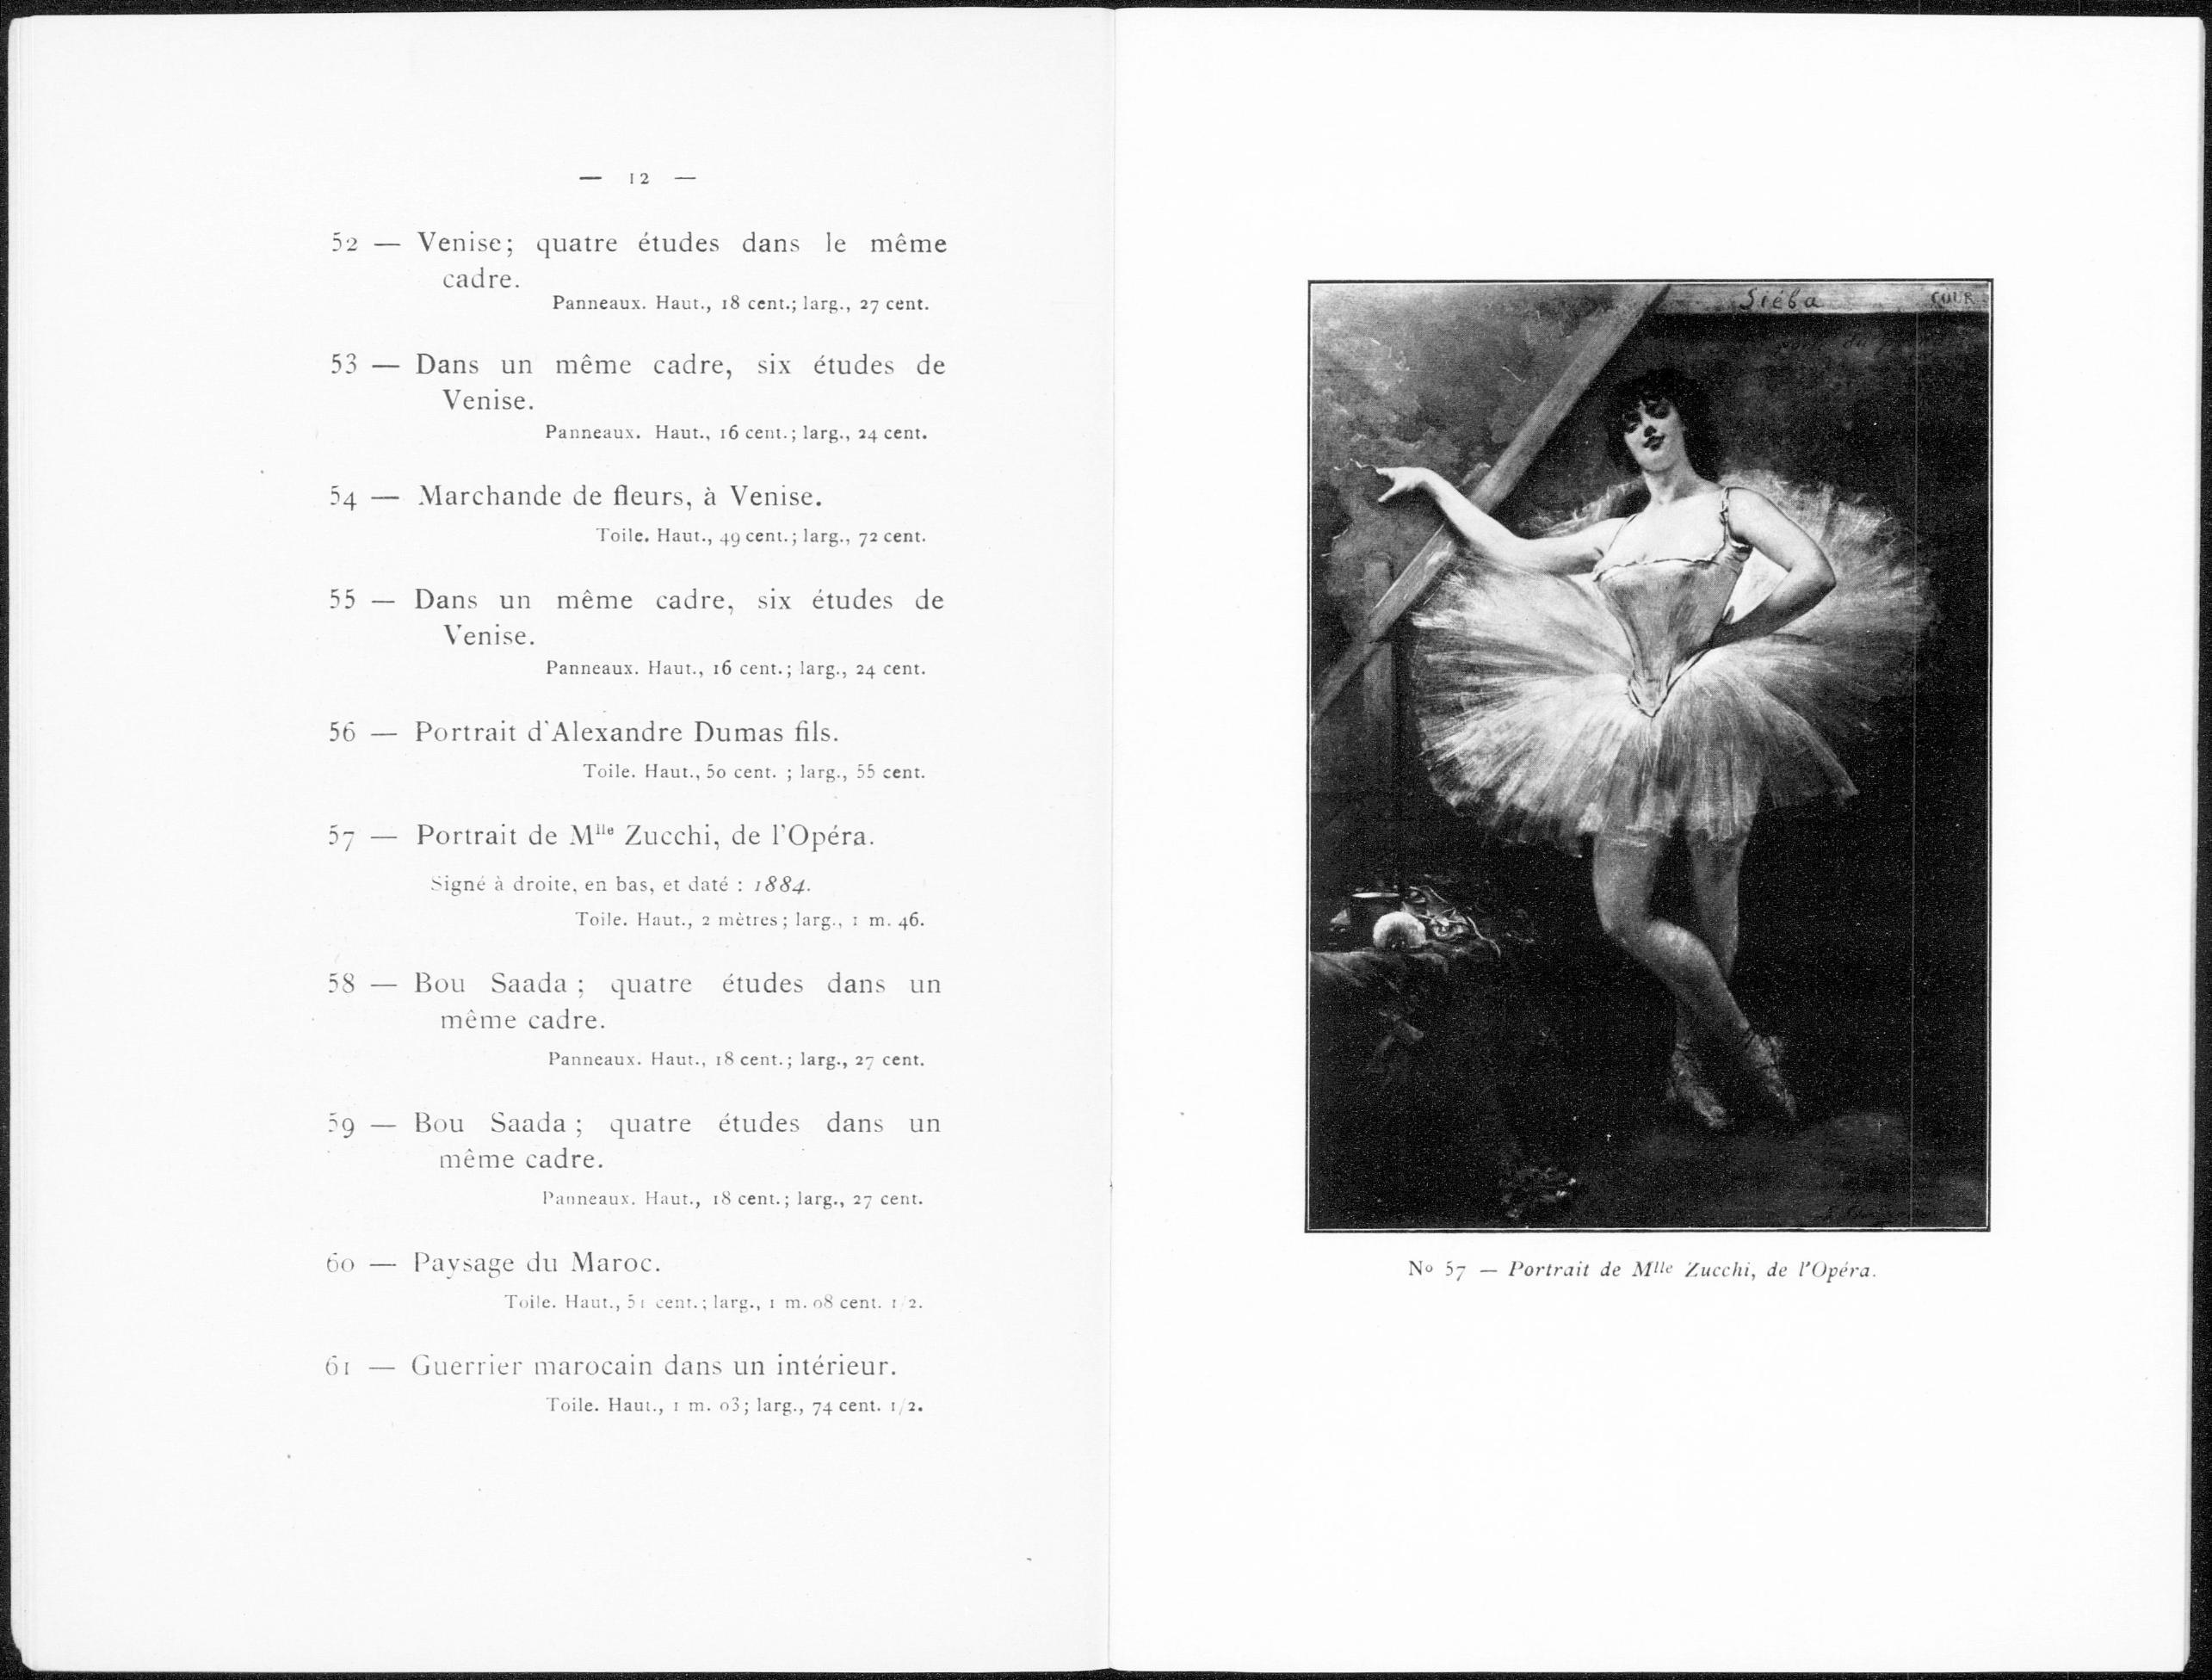 — 12 —
52 — Venise; quatre études dans le même
cadre.
Panneaux. Haut., 18 cent.; larg., 27 cent.
53 — Dans un même cadre, six études de
Venise.
Panneaux. Haut., 16 cent.; larg., 24 cent.
54 — Marchande de fleurs, à Venise.
Toile. Haut., 49 cent.; larg., 72 cent.
55 — Dans un même cadre, six études de
Venise.
Panneaux. Haut., 16 cent.; larg., 24 cent.
56 — Portrait d'Alexandre Dumas fils.
Toile. Haut., 50 cent. ; larg., 55 cent.
57 — Portrait de Mlle Zucchi, de l'Opéra.
Signé à droite, en bas, et daté : 1884.
Toile. Haut., 2 mètres; larg., 1 m. 46.
58 — Bou Saada ; quatre études dans un
même cadre.
Panneaux. Haut., 18 cent.; larg., 27 cent.
59 — Bou Saada ; quatre études dans un
même cadre.
Panneaux. Haut., 18 cent.; larg., 27 cent.
60 — Paysage du Maroc.
Toile. Haut., 51 cent.; larg., 1 m. 08 cent. 1/2.
61 — Guerrier marocain dans un intérieur.
Toile. Haut., 1 m. 03; larg., 74 cent. 1/2.
Siéba COUR
du
No 57 — Portrait de Mlle Zucchi, de l'Opéra.